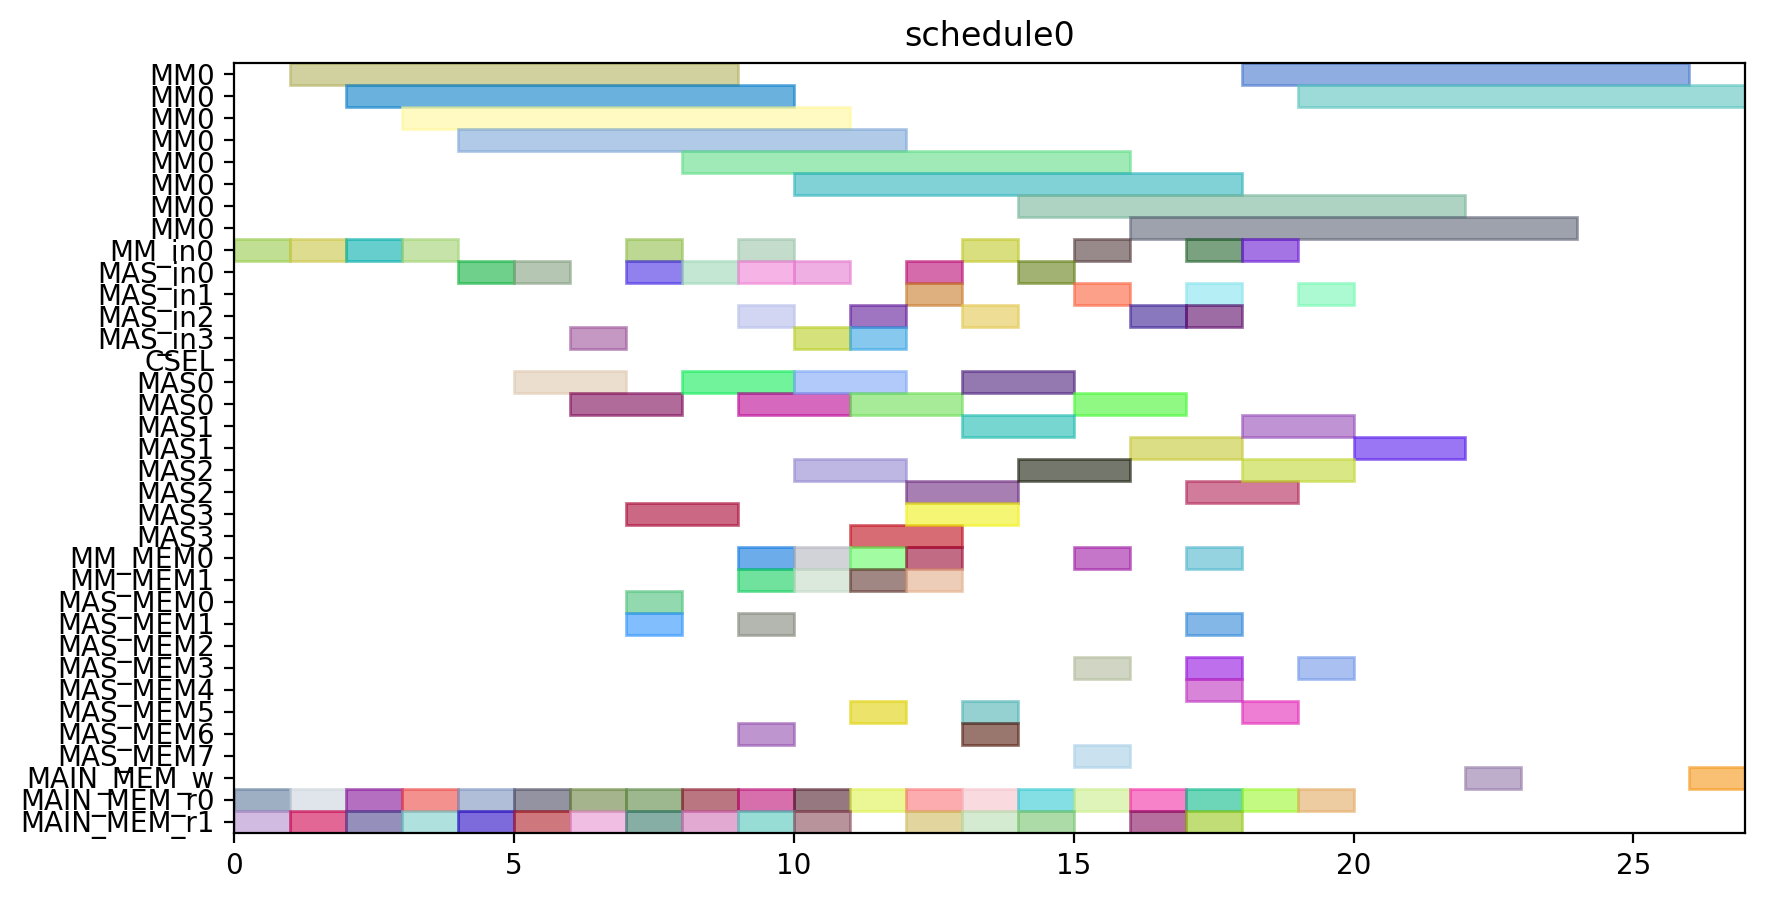 schedule0
MM0
MM0
MM0
MM0
MM0
MM0
MM0
MM0
MM_in0
MAS_in0
MAS_in1
MAS_in2
MAS_in3
CSEL
MAS0
MAS0
MAS1
MAS1
MAS2
MAS2
MAS3
MAS3
MM_MEM0
MM_MEM1
MAS_MEM0
MAS_MEM1
MAS_MEM2
MAS_MEM3
MAS_MEM4
MAS_MEM5
MAS_MEM6
MAS_MEM7
MAIN_MEM_w
MAIN_MEM_r0
MAIN_MEM_r1
0 5 10 15 20 25